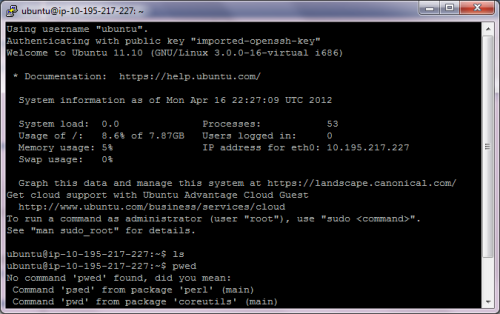 ubuntu@ip-10-195-217-227: ~
Using username "ubuntu".
Authenticating with public key "imported-openssh-key"
Welcome to Ubuntu 11.10 (GNU/Linux 3.0.0-16-virtual i686)
* Documentation:  https://help.ubuntu.com/
System information as of Mon Apr 16 22:27:09 UTC 2012
System load:  0.0              Processes:           53
Usage of /:   8.6% of 7.87GB   Users logged in:     0
Memory usage: 5%               IP address for eth0: 10.195.217.227
Swap usage:   0%
Graph this data and manage this system at https://landscape.canonical.com/
Get cloud support with Ubuntu Advantage Cloud Guest
http://www.ubuntu.com/business/services/cloud
To run a command as administrator (user "root"), use "sudo <command>".
See "man sudo_root" for details.
ubuntu@ip-10-195-217-227:~$ ls
ubuntu@ip-10-195-217-227:~$ pwed
No command 'pwed' found, did you mean:
Command 'psed' from package 'perl' (main)
Command 'pwd' from package 'coreutils' (main)